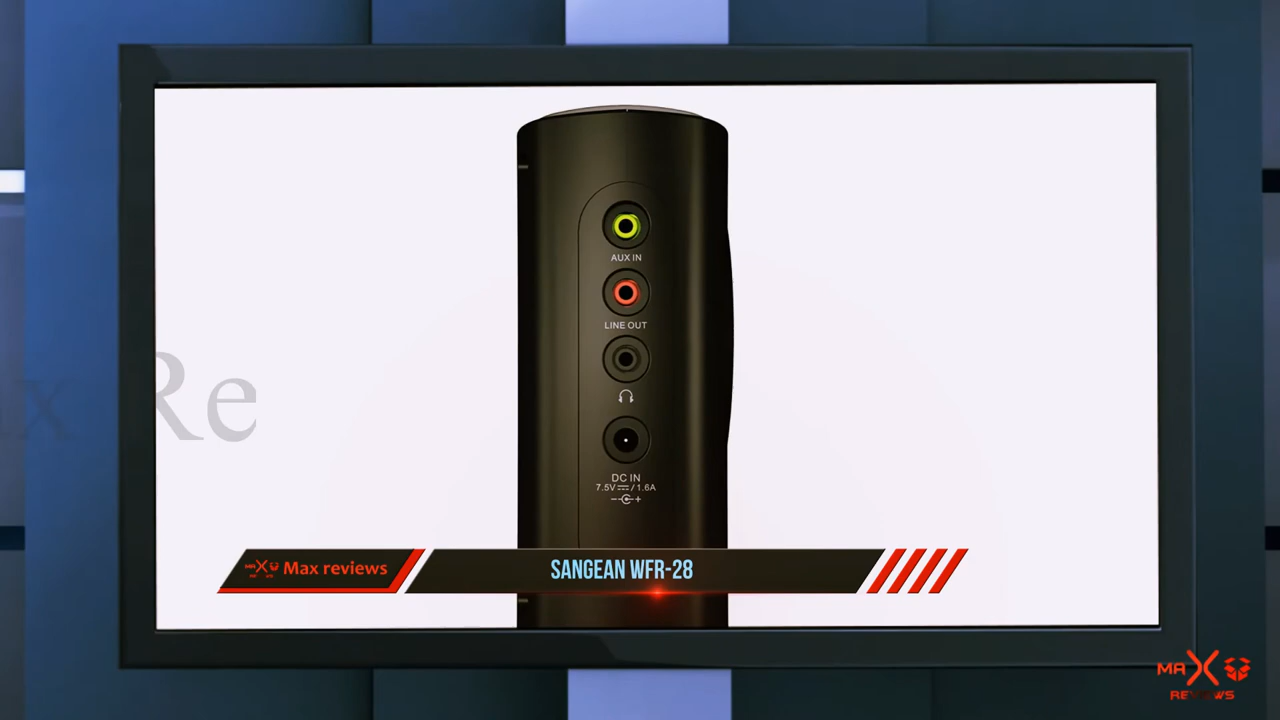 AUX IN
LINE OUT
DC IN
7.5V / 1.6A
Re
Max reviews
SANGEAN WFR-28
MAX
REVIEWS